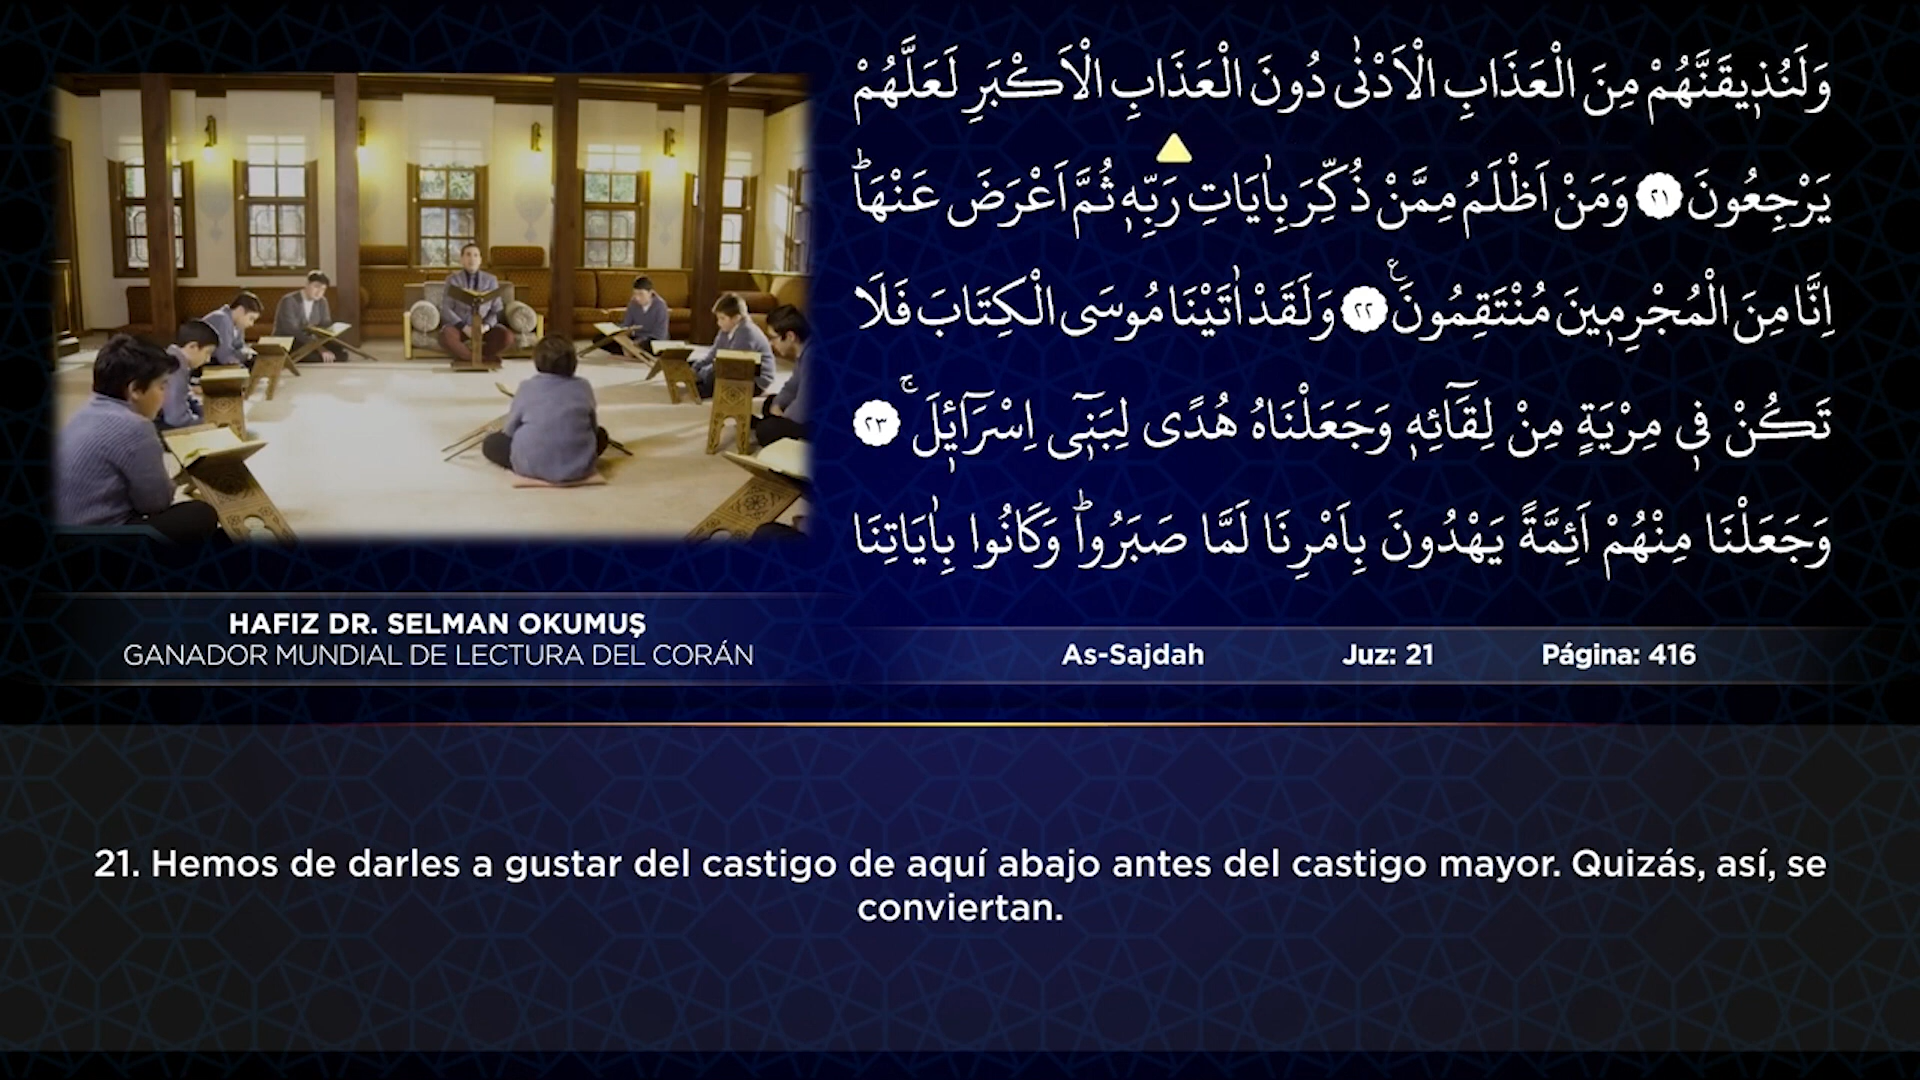 وَلَنُذ۪يقَنَّهُمْ مِنَ الْعَذَابِ الْاَدْنٰى دُونَ الْعَذَابِ الْاَكْبَرِ لَعَلَّهُمْ
يَرْجِعُونَ ﴿٢١﴾ وَمَنْ اَظْلَمُ مِمَّنْ ذُكِّرَ بِاٰيَاتِ رَبِّه۪ ثُمَّ اَعْرَضَ عَنْهَاۜ
اِنَّا مِنَ الْمُجْرِم۪ينَ مُنْتَقِمُونَ۟ ﴿٢٢﴾ وَلَقَدْ اٰتَيْنَا مُوسَى الْكِتَابَ فَلَا
تَكُنْ ف۪ي مِرْيَةٍ مِنْ لِقَٓائِه۪ وَجَعَلْنَاهُ هُدًى لِبَن۪ٓي اِسْرَٓائ۪لَۚ ﴿٢٣﴾
وَجَعَلْنَا مِنْهُمْ اَئِمَّةً يَهْدُونَ بِاَمْرِنَا لَمَّا صَبَرُواۜ وَكَانُوا بِاٰيَاتِنَا
HAFIZ DR. SELMAN OKUMUŞ
GANADOR MUNDIAL DE LECTURA DEL CORÁN
As-Sajdah Juz: 21 Página: 416
21. Hemos de darles a gustar del castigo de aquí abajo antes del castigo mayor. Quizás, así, se
conviertan.